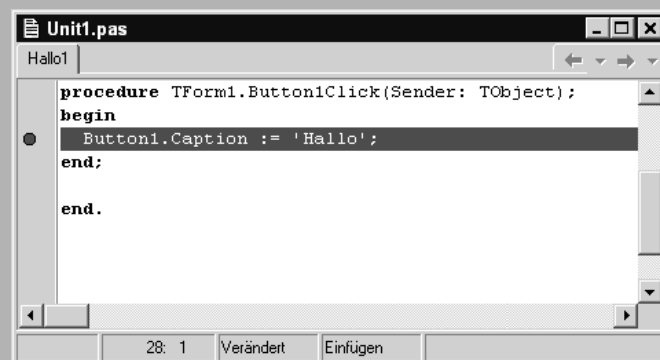 Unit1.pas
Hallo1
procedure TForm1.Button1Click(Sender: TObject);
begin
Button1.Caption := 'Hallo';
end;
end.
28: 1 Verändert Einfügen